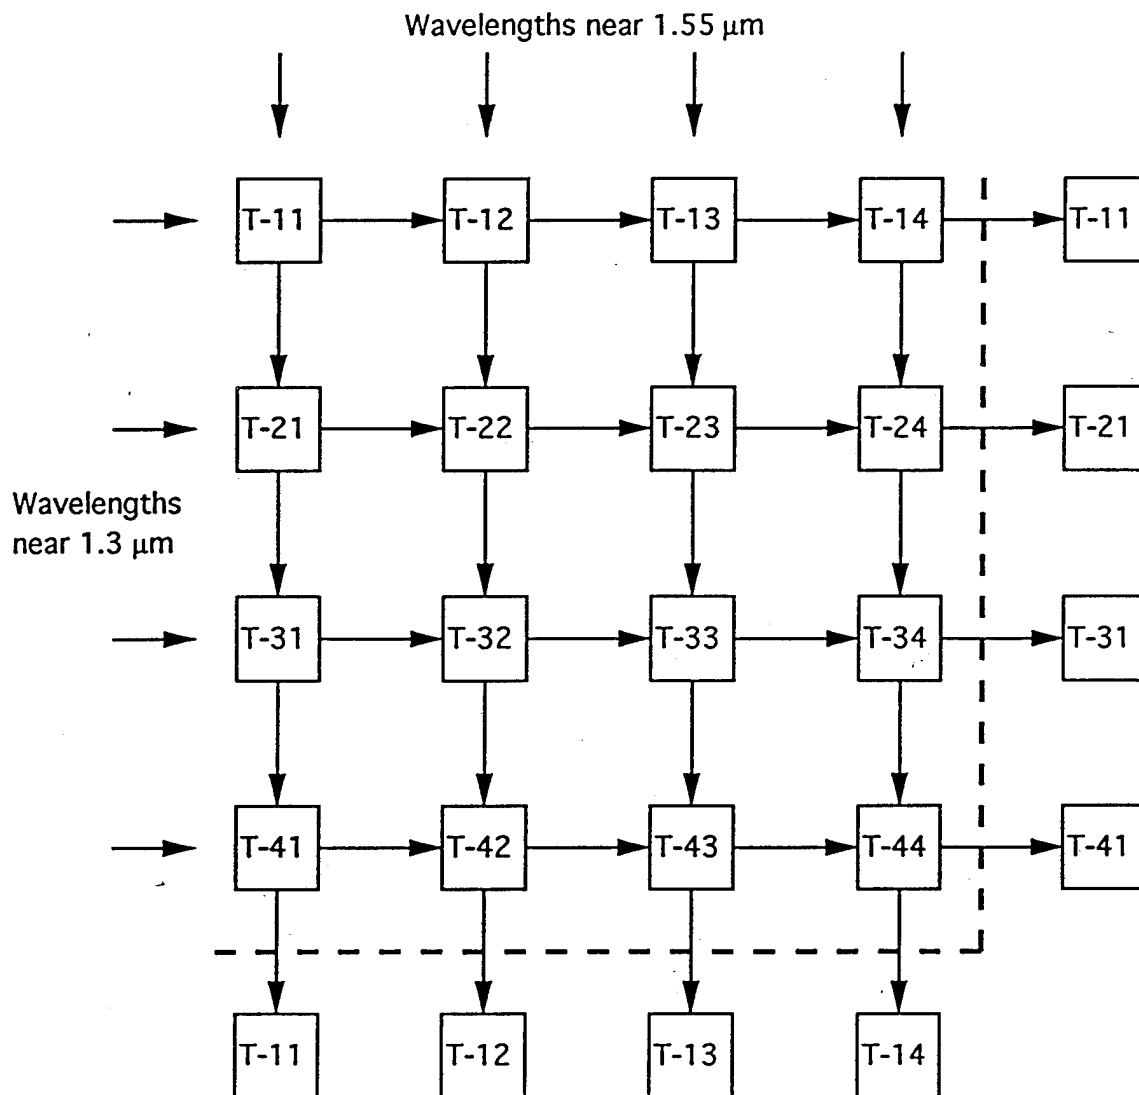 Wavelengths near 1.55 μm
T-11 T-12 T-13 T-14 T-11
T-21 T-22 T-23 T-24 T-21
Wavelengths
near 1.3 μm
T-31 T-32 T-33 T-34 T-31
T-41 T-42 T-43 T-44 T-41
T-11 T-12 T-13 T-14